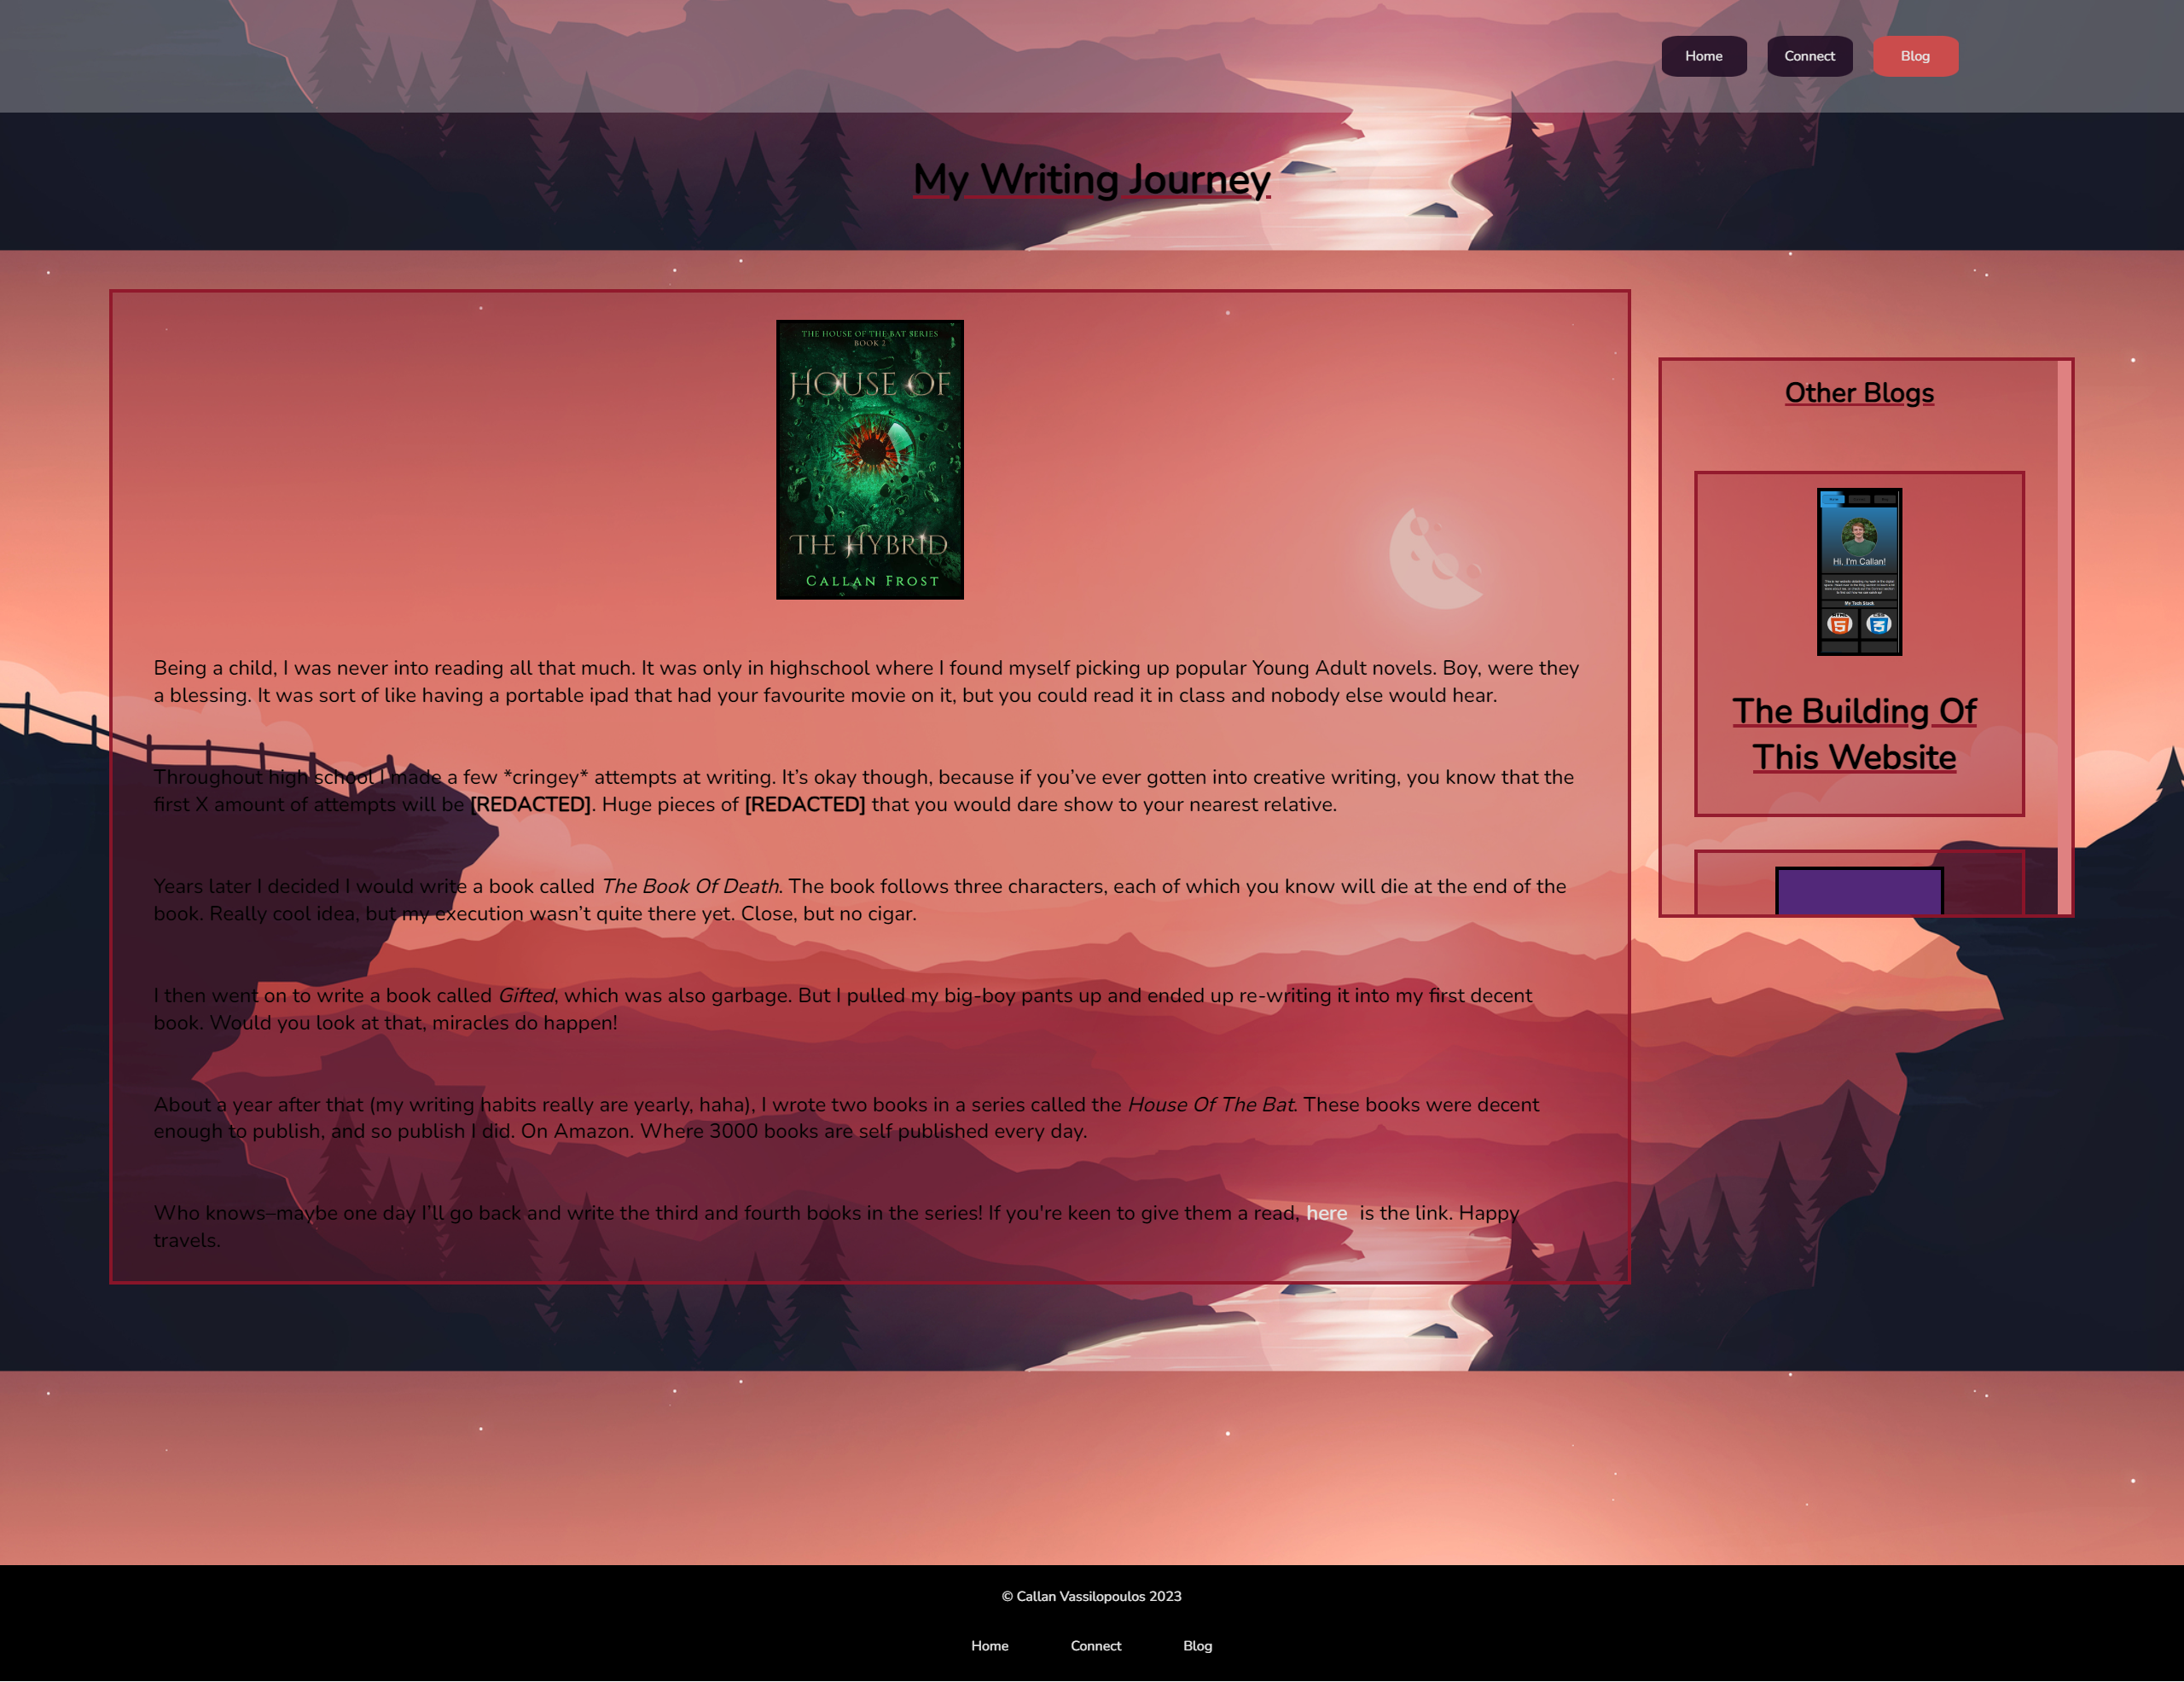 Home
Connect
Blog
My Writing Journey
THE HOUSE OF THE BAT SERIES
BOOK 2
HOUSE OF
THE HYBRID
CALLAN FROST
Being a child, I was never into reading all that much. It was only in highschool where I found myself picking up popular Young Adult novels. Boy, were they
a blessing. It was sort of like having a portable ipad that had your favourite movie on it, but you could read it in class and nobody else would hear.
Throughout high school I made a few *cringey* attempts at writing. It’s okay though, because if you’ve ever gotten into creative writing, you know that the
first X amount of attempts will be [REDACTED]. Huge pieces of [REDACTED] that you would dare show to your nearest relative.
Years later I decided I would write a book called The Book Of Death. The book follows three characters, each of which you know will die at the end of the
book. Really cool idea, but my execution wasn’t quite there yet. Close, but no cigar.
I then went on to write a book called Gifted, which was also garbage. But I pulled my big-boy pants up and ended up re-writing it into my first decent
book. Would you look at that, miracles do happen!
About a year after that (my writing habits really are yearly, haha), I wrote two books in a series called the House Of The Bat. These books were decent
enough to publish, and so publish I did. On Amazon. Where 3000 books are self published every day.
Who knows–maybe one day I’ll go back and write the third and fourth books in the series! If you're keen to give them a read, here is the link. Happy
travels.
Other Blogs
Hi, I'm Callan!
My Tech Stack
The Building Of
This Website
© Callan Vassilopoulos 2023
Home
Connect
Blog